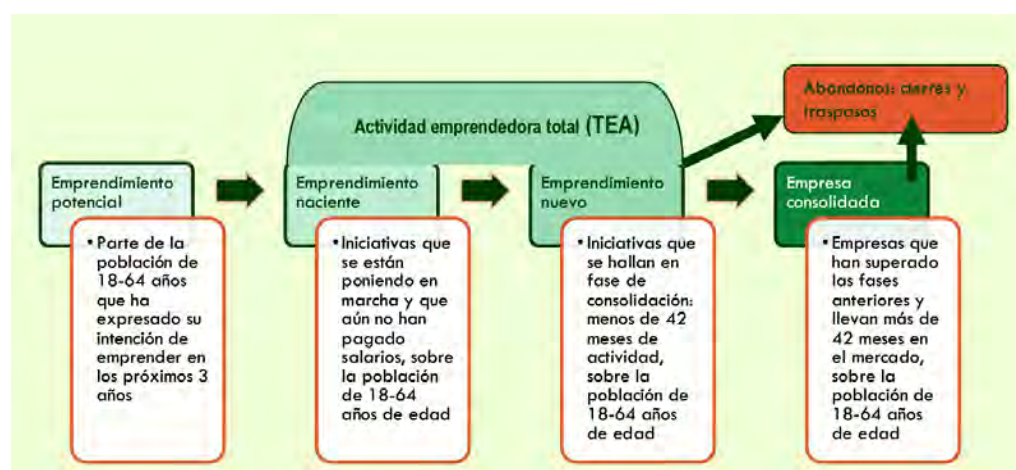 Actividad emprendedora total (TEA)
Abandonos: cierres y
traspasos
Emprendimiento
potencial
Emprendimiento
naciente
Emprendimiento
nuevo
Empresa
consolidada
•Parte de la
población de
18-64 años
que ha
expresado su
intención de
emprender en
los próximos 3
años
•Iniciativas que
se están
poniendo en
marcha y que
aún no han
pagado
salarios, sobre
la población
de 18-64
años de edad
•Iniciativas que
se hallan en
fase de
consolidación:
menos de 42
meses de
actividad,
sobre la
población de
18-64 años
de edad
•Empresas que
han superado
las fases
anteriores y
llevan más de
42 meses en
el mercado,
sobre la
población de
18-64 años
de edad